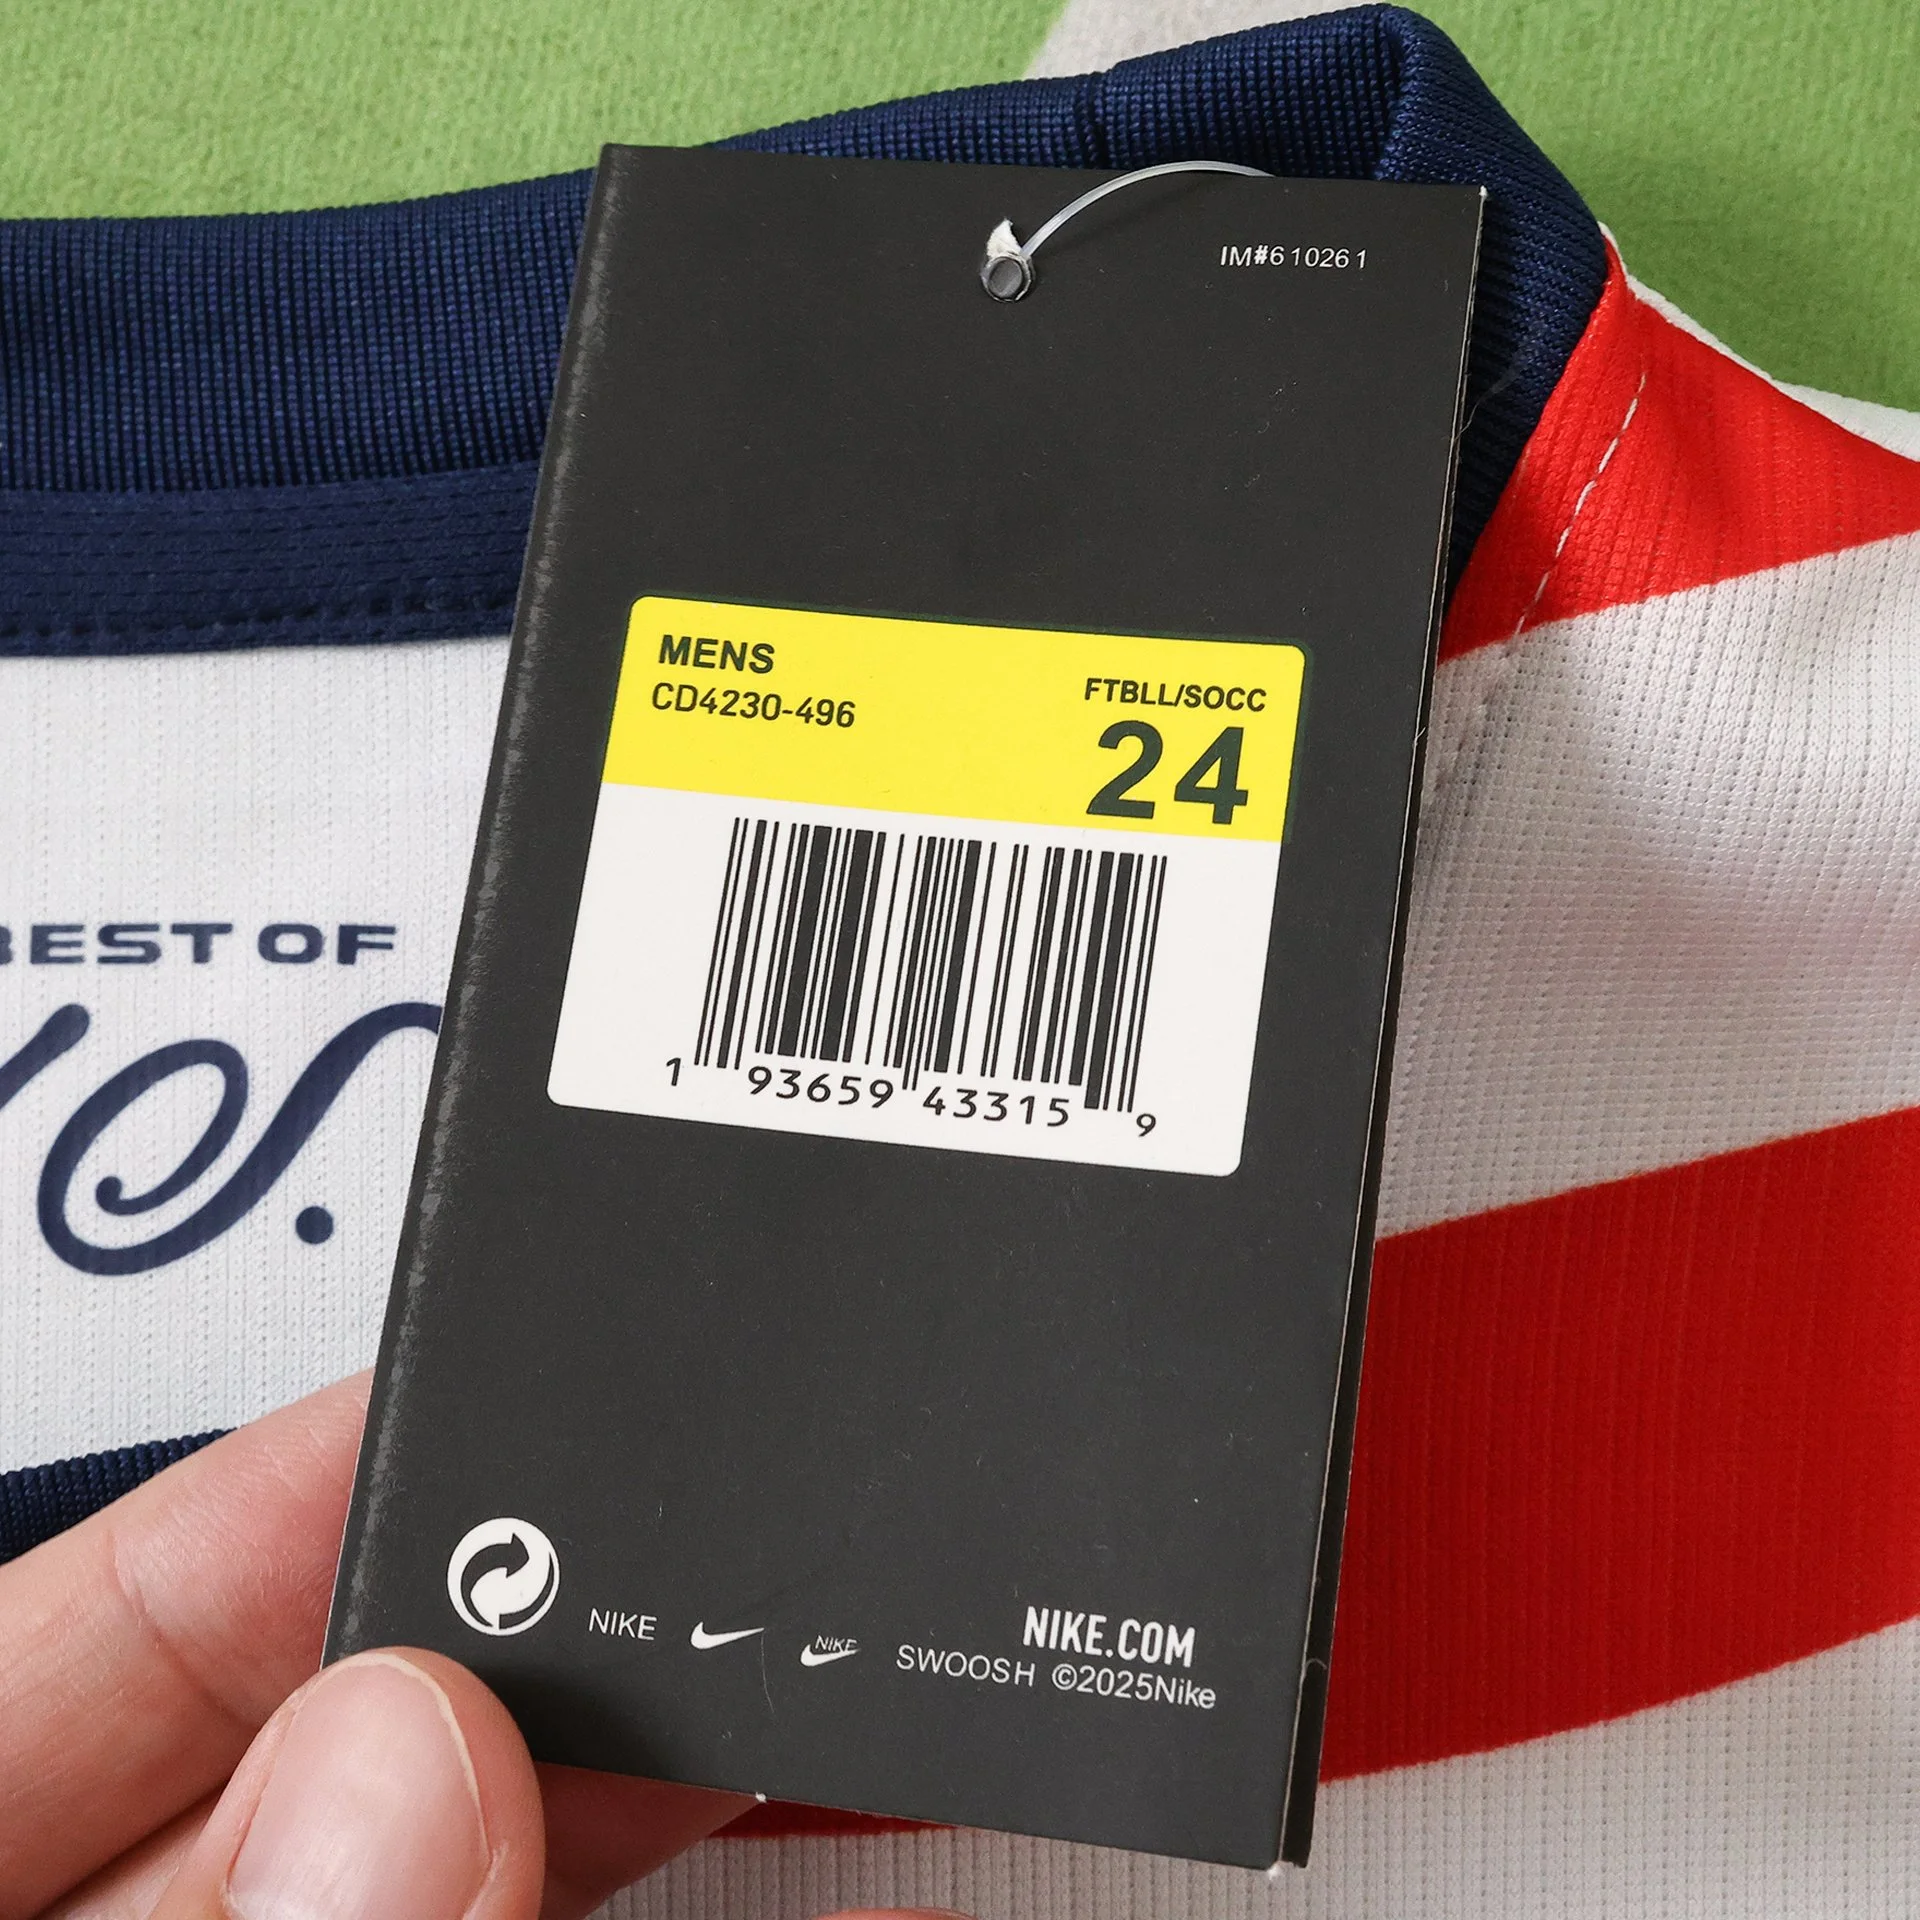 IM#610261
MENS
CD4230-496
FTBLL/SOCC
24
1 93659 43315 9
BEST OF
NIKE
NIKE
SWOOSH
NIKE.COM
©2025Nike